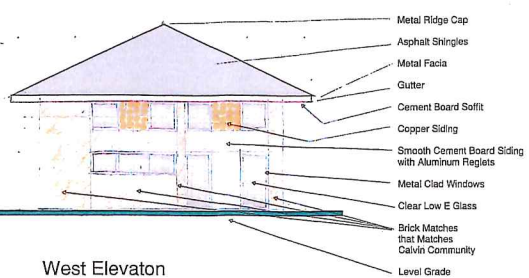 Metal Ridge Cap
Asphalt Shingles
Metal Facia
Gutter
Cement Board Soffit
Copper Siding
Smooth Cement Board Siding
with Aluminum Reglets
Metal Clad Windows
Clear Low E Glass
Brick Matches
that Matches
Calvin Community
Level Grade
West Elevaton